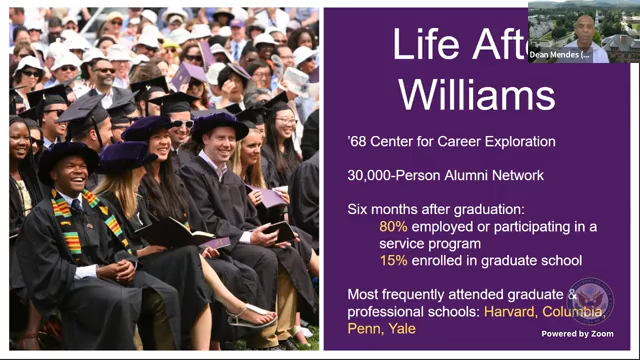 Life Afte
Williams
Dean Mendes (...
'68 Center for Career Exploration
30,000-Person Alumni Network
Six months after graduation:
80% employed or participating in a
service program
15% enrolled in graduate school
Most frequently attended graduate &
professional schools: Harvard, Columbia,
Penn, Yale
Powered by Zoom